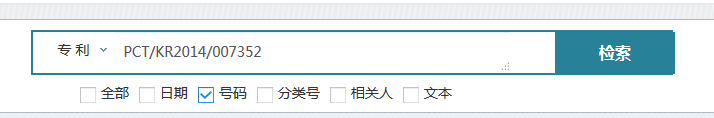 专利 PCT/KR2014/007352 检索
全部 日期 号码 分类号 相关人 文本